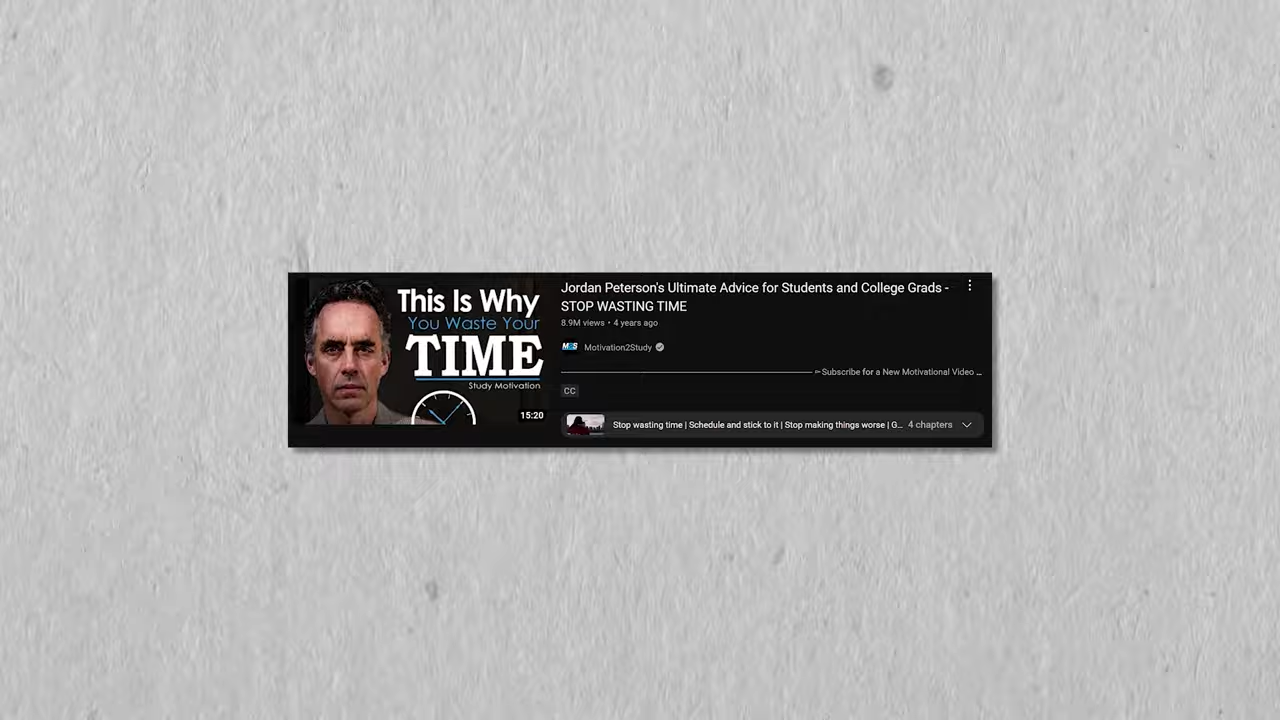 This Is Why
You Waste Your
TIME
Study Motivation
15:20
Jordan Peterson's Ultimate Advice for Students and College Grads -
STOP WASTING TIME
8.9M views • 4 years ago
M2S Motivation2Study
Subscribe for a New Motivational Video ...
CC
Stop wasting time | Schedule and stick to it | Stop making things worse | G... 4 chapters